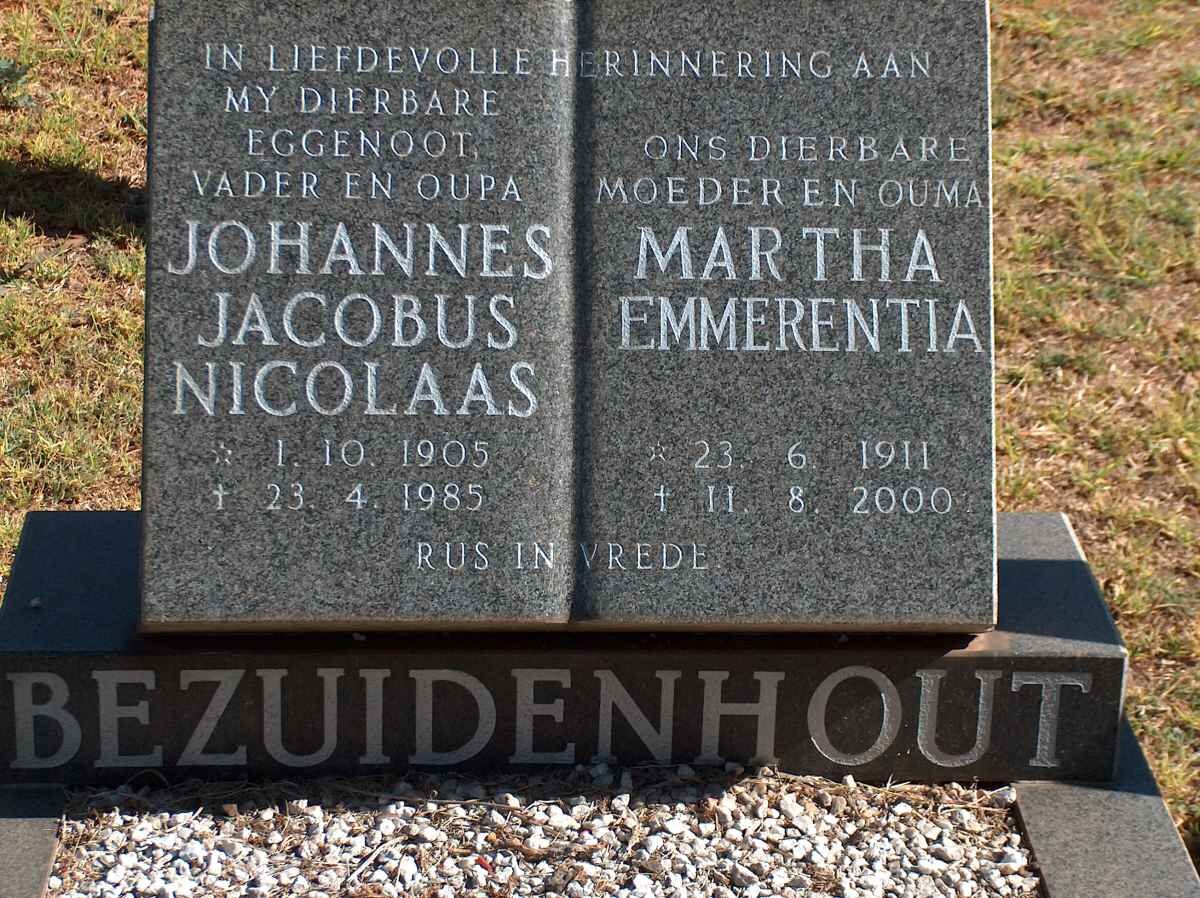 IN LIEFDEVOLLE HERINNERING AAN
MY DIERBARE
EGGENOOT,
VADER EN OUPA
JOHANNES
JACOBUS
NICOLAAS
☆ 1. 10. 1905
† 23. 4. 1985
ONS DIERBARE
MOEDER EN OUMA
MARTHA
EMMERENTIA
☆ 23. 6. 1911
† 11. 8. 2000.
RUS IN VREDE.
BEZUIDENHOUT